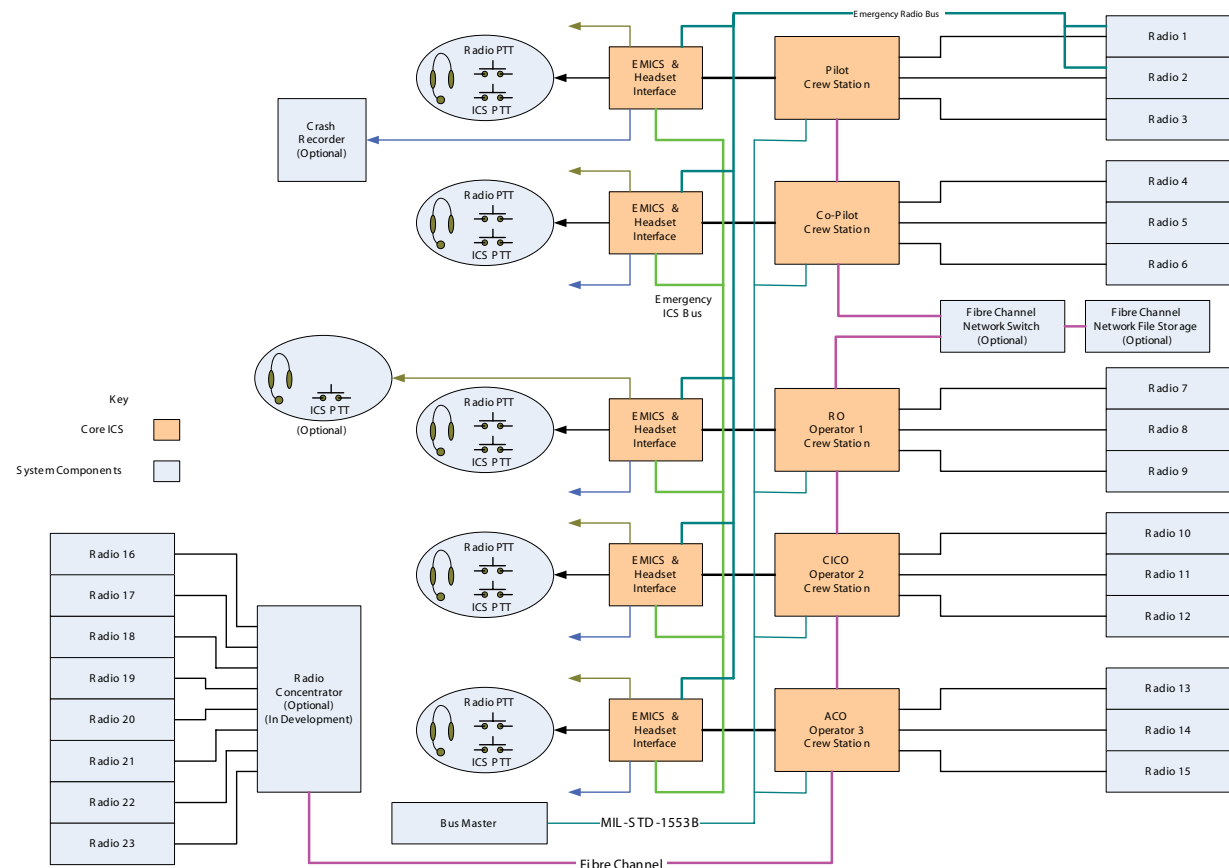 Emergency Radio Bus
Radio PTT
ICS PTT
EMICS &
Headset
Interface
Pilot
Crew Station
Radio 1
Radio 2
Radio 3
Crash
Recorder
(Optional)
Radio PTT
ICS PTT
EMICS &
Headset
Interface
Co-Pilot
Crew Station
Radio 4
Radio 5
Radio 6
Emergency
ICS Bus
Fibre Channel
Network Switch
(Optional)
Fibre Channel
Network File Storage
(Optional)
ICS PTT
(Optional)
Radio PTT
ICS PTT
EMICS &
Headset
Interface
RO
Operator 1
Crew Station
Radio 7
Radio 8
Radio 9
Key
Core ICS
System Components
Radio PTT
ICS PTT
EMICS &
Headset
Interface
CICO
Operator 2
Crew Station
Radio 10
Radio 11
Radio 12
Radio 16
Radio 17
Radio 18
Radio 19
Radio 20
Radio 21
Radio 22
Radio 23
Radio
Concentrator
(Optional)
(In Development)
Radio PTT
ICS PTT
EMICS &
Headset
Interface
ACO
Operator 3
Crew Station
Radio 13
Radio 14
Radio 15
Bus Master
MIL-STD-1553B
Fibre Channel